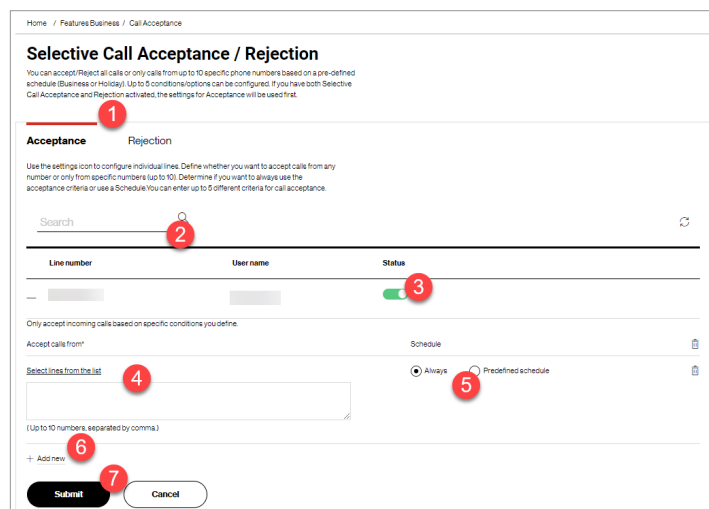 Home / Features Business / Call Acceptance
Selective Call Acceptance / Rejection
You can accept/Reject all calls or only calls from up to 10 specific phone numbers based on a pre-defined
schedule (Business or Holiday). Up to 5 conditions/options can be configured. If you have both Selective
Call Acceptance and Rejection activated, the settings for Acceptance will be used first.
1
Acceptance Rejection
Use the settings icon to configure individual lines. Define whether you want to accept calls from any
number or only from specific numbers (up to 10). Determine if you want to always use the
acceptance criteria or use a Schedule.You can enter up to 5 different criteria for call acceptance.
Search
2
Line number User name Status
3
Only accept incoming calls based on specific conditions you define.
Accept calls from* Schedule
Select lines from the list Always Predefined schedule
4 5
( Up to 10 numbers, separated by comma.)
6
+ Add new
7
Submit Cancel